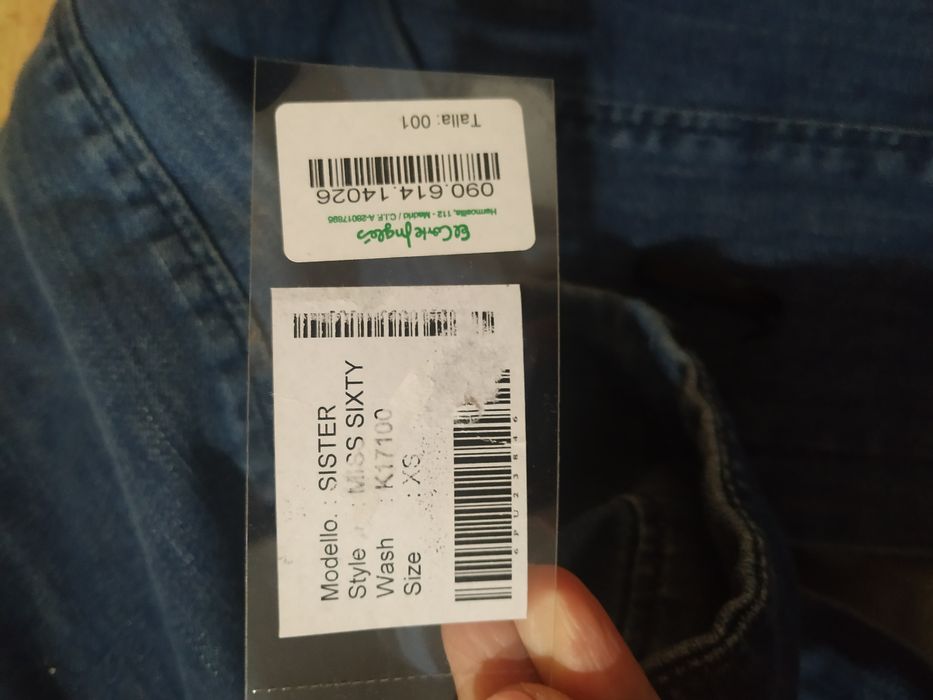 El Corte Inglés
Hermosilla, 112 - Madrid / C.I.F. A-28017895
090.614.14026
Talla: 001
Modello. : SISTER
Style : MISS SIXTY
Wash : K17100
Size : XS